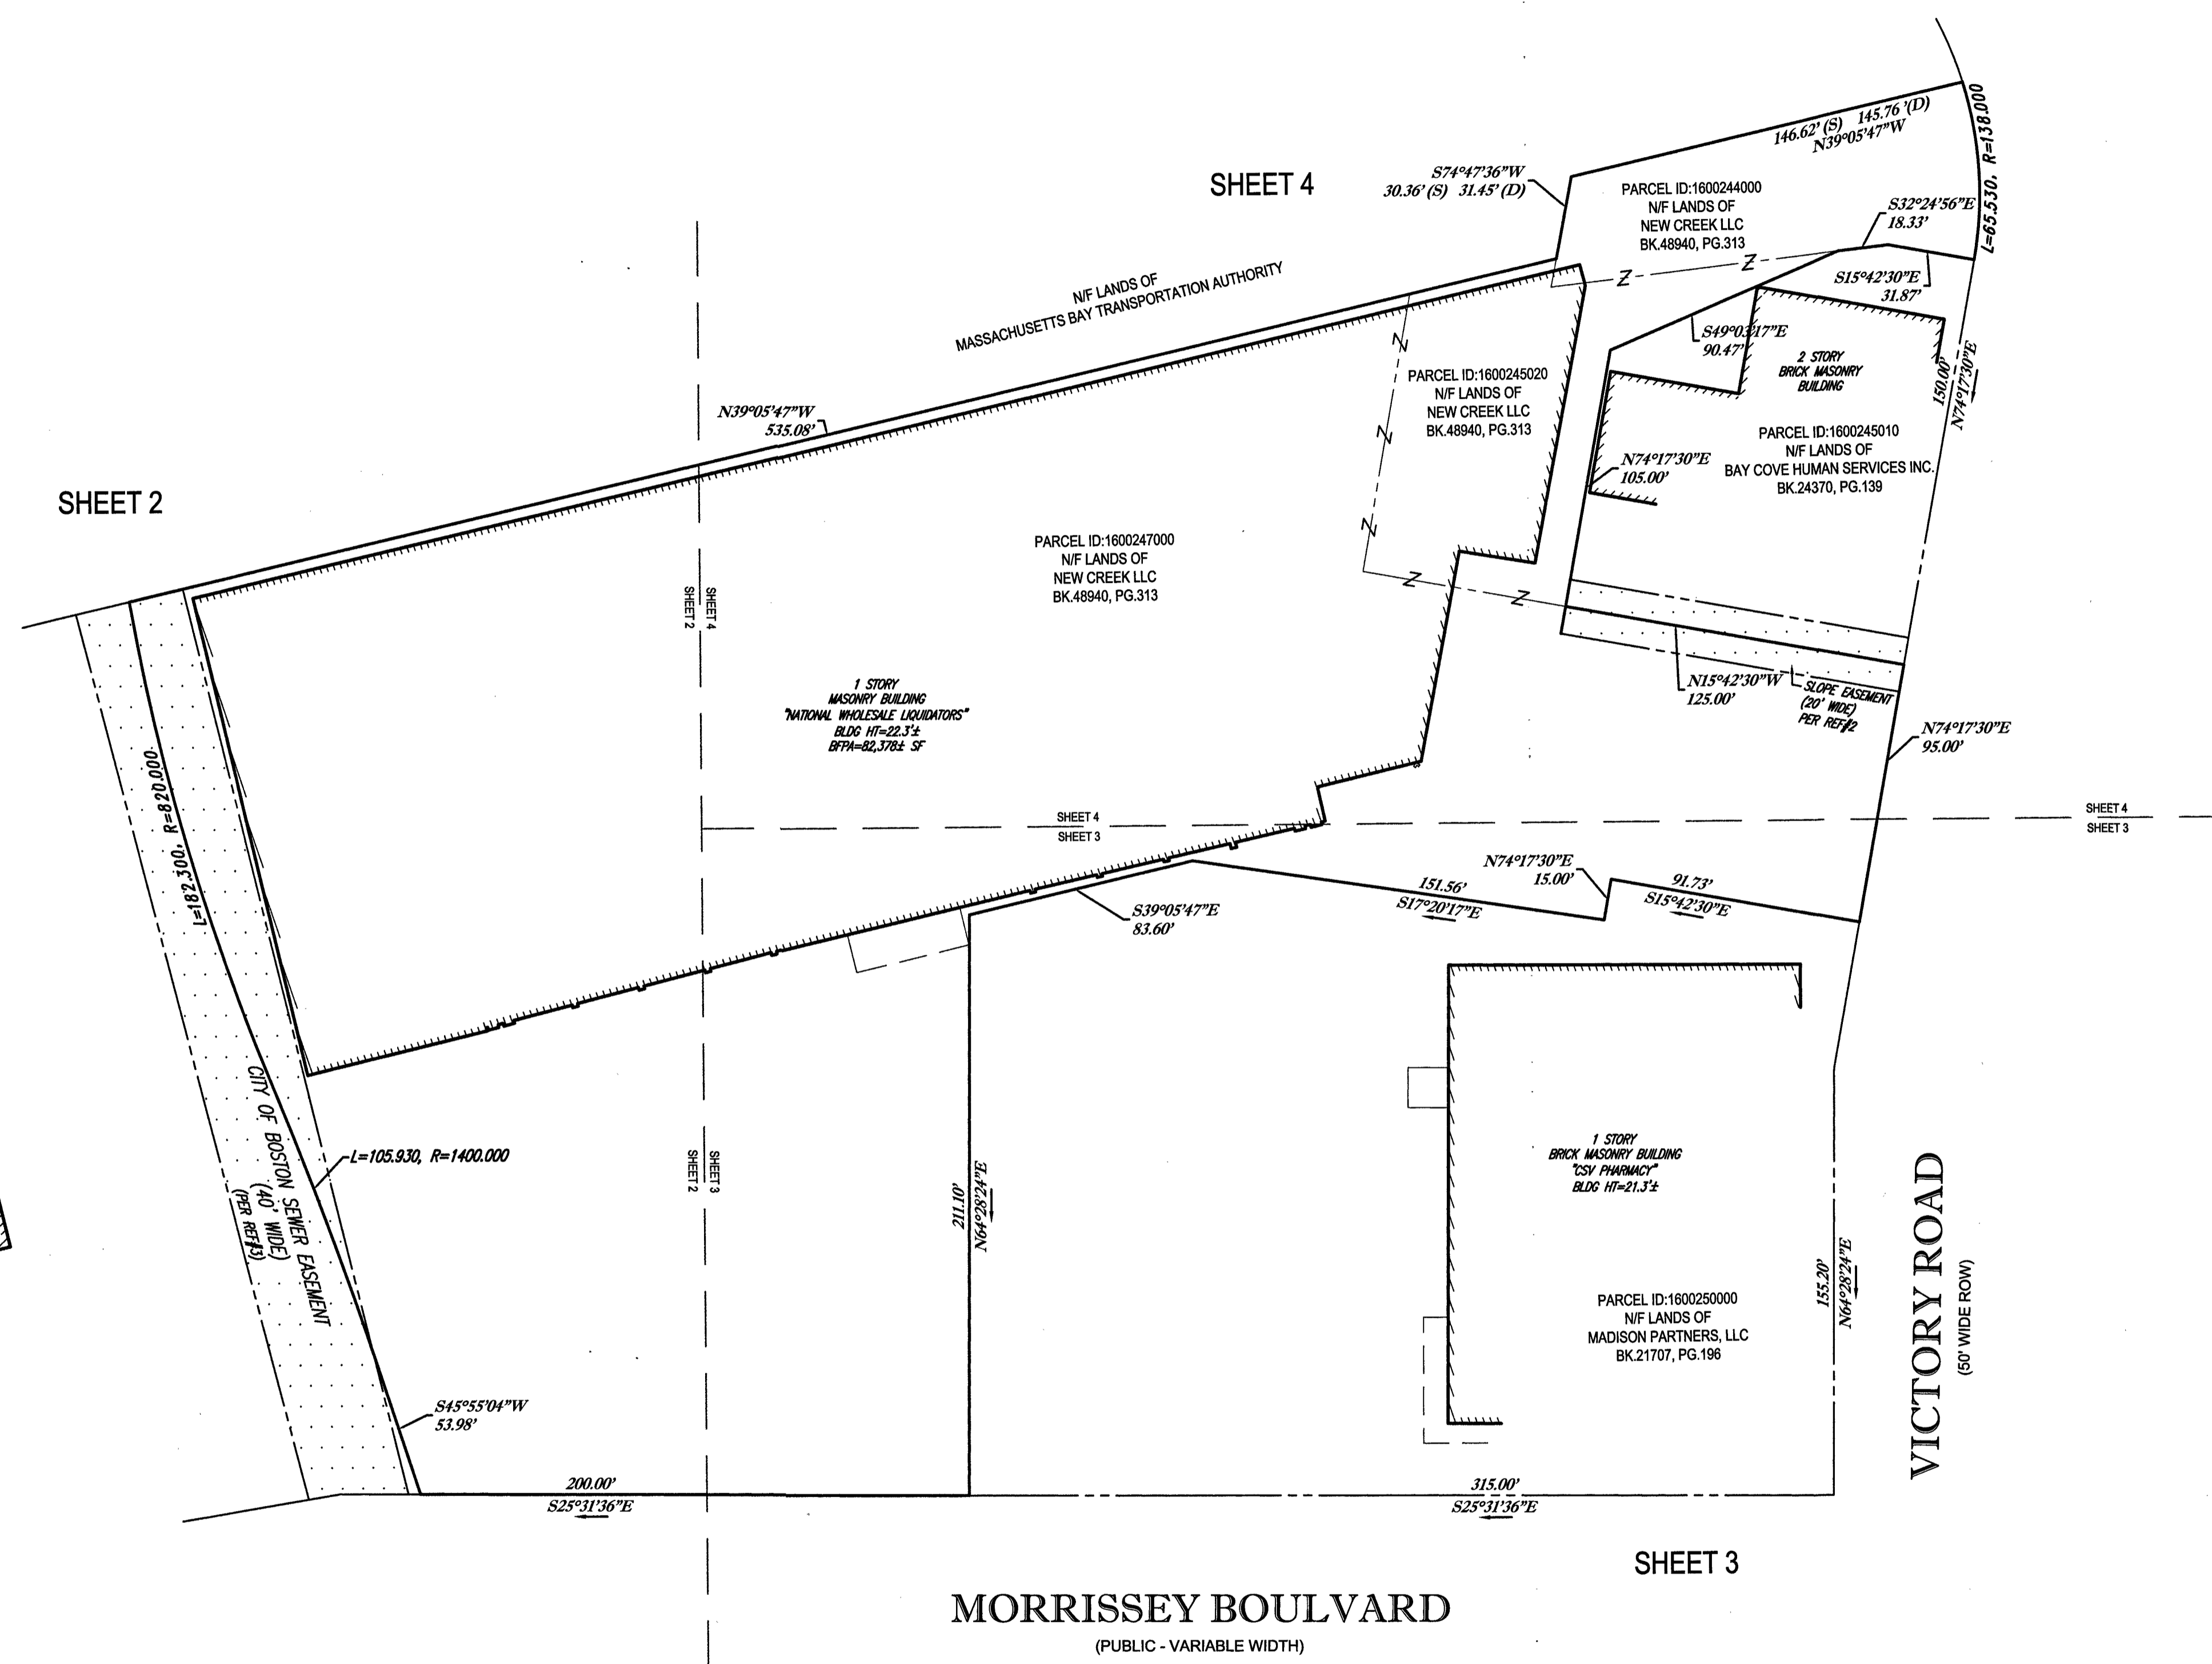 146.62' (S) 145.76 '(D)
N39°05'47"W
L=65.530, R=138.000
SHEET 4
S74°47'36"W
30.36' (S) 31.45' (D)
PARCEL ID:1600244000
N/F LANDS OF
NEW CREEK LLC
BK.48940, PG.313
S32°24'56"E
18.33'
Z
Z
S15°42'30"E
31.87'
N/F LANDS OF
MASSACHUSETTS BAY TRANSPORTATION AUTHORITY
S49°03'17"E
90.47'
2 STORY
BRICK MASONRY
BUILDING
150.00'
N74°17'30"E
Z
Z
Z
Z
Z
PARCEL ID:1600245020
N/F LANDS OF
NEW CREEK LLC
BK.48940, PG.313
N39°05'47"W
535.08'
PARCEL ID:1600245010
N/F LANDS OF
BAY COVE HUMAN SERVICES INC.
BK.24370, PG.139
N74°17'30"E
105.00'
SHEET 2
PARCEL ID:1600247000
N/F LANDS OF
NEW CREEK LLC
BK.48940, PG.313
SHEET 4
SHEET 2
1 STORY
MASONRY BUILDING
"NATIONAL WHOLESALE LIQUIDATORS"
BLDG HT=22.3'±
BFPA=82,378± SF
N15°42'30"W
125.00'
SLOPE EASEMENT
(20' WIDE)
PER REF#2
N74°17'30"E
95.00'
L=182.300, R=820.000
SHEET 4
SHEET 3
SHEET 4
SHEET 3
N74°17'30"E
15.00'
151.56'
S17°20'17"E
91.73'
S15°42'30"E
S39°05'47"E
83.60'
CITY OF BOSTON SEWER EASEMENT
(40' WIDE)
(PER REF#3)
L=105.930, R=1400.000
SHEET 3
SHEET 2
211.10'
N64°28'24"E
1 STORY
BRICK MASONRY BUILDING
"CSV PHARMACY"
BLDG HT=21.3'±
PARCEL ID:1600250000
N/F LANDS OF
MADISON PARTNERS, LLC
BK.21707, PG.196
155.20'
N64°28'24"E
VICTORY ROAD
(50' WIDE ROW)
S45°55'04"W
53.98'
200.00'
S25°31'36"E
315.00'
S25°31'36"E
SHEET 3
MORRISSEY BOULVARD
(PUBLIC - VARIABLE WIDTH)